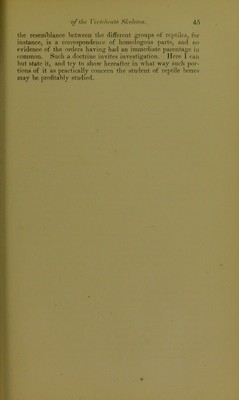 of the Vertebrate Skeleton. 45
the resemblance between the different groups of reptiles, for
instance, is a correspondence of homologous parts, and no
evidence of the orders having had an immediate parentage in
common. Such a doctrine invites investigation. Here I can
but state it, and try to show hereafter in what way such por-
tions of it as practically concern the student of reptile bones
may be profitably studied.